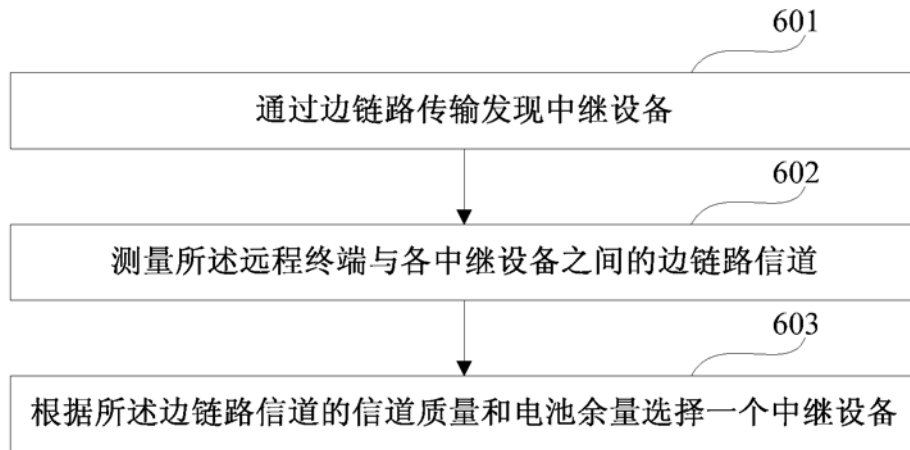 601
通过边链路传输发现中继设备
602
测量所述远程终端与各中继设备之间的边链路信道
603
根据所述边链路信道的信道质量和电池余量选择一个中继设备